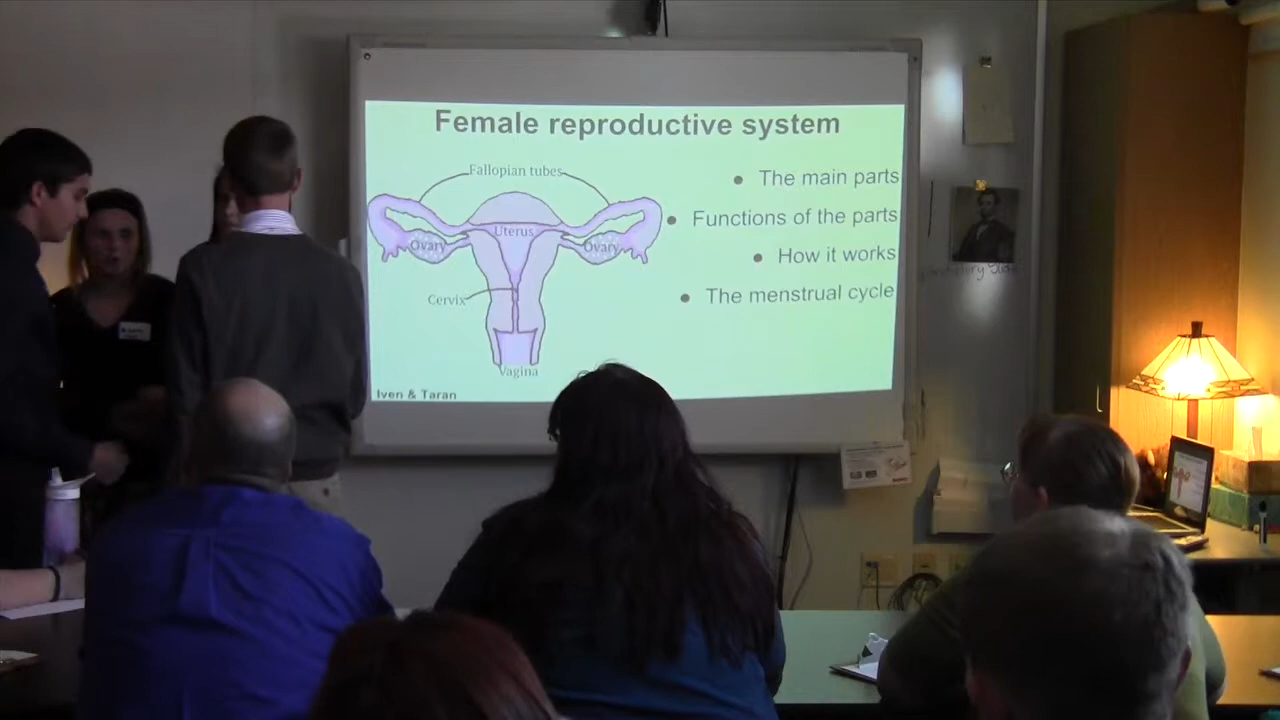 Female reproductive system
Fallopian tubes
Uterus
Ovary
Ovary
Cervix
Vagina
• The main parts
• Functions of the parts
• How it works
• The menstrual cycle
Iven & Taran